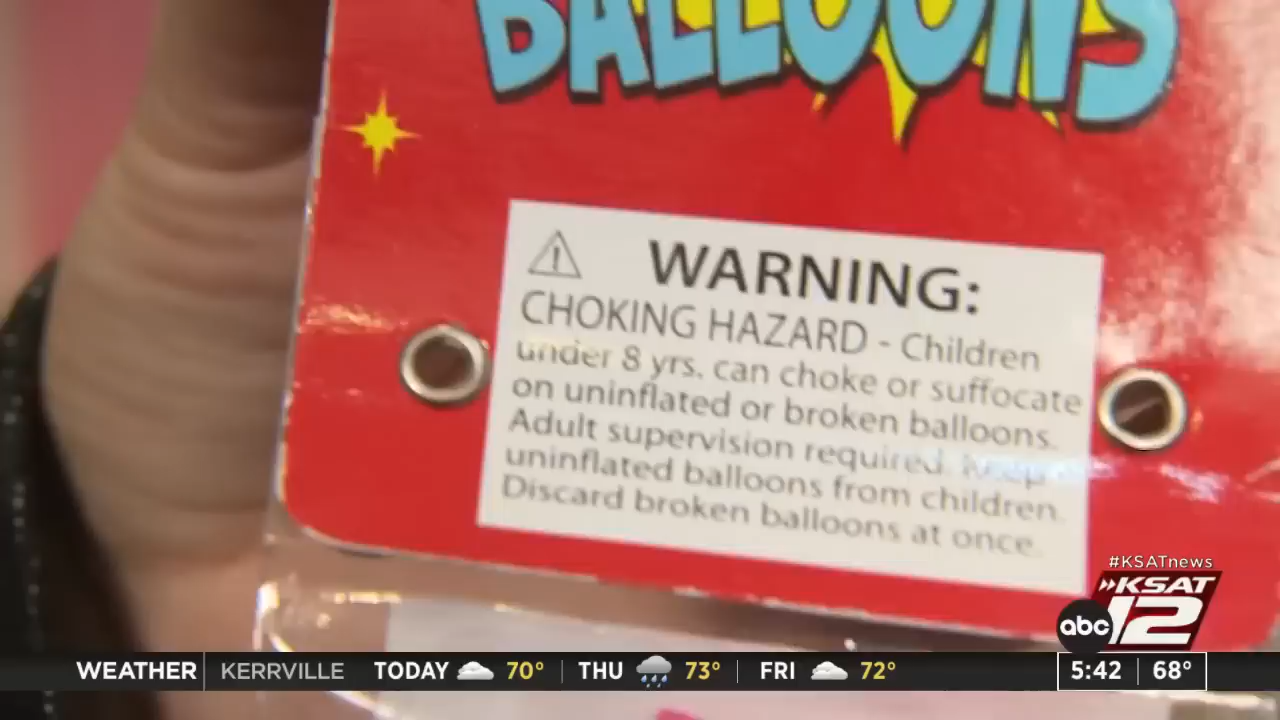 BALLOONS
WARNING:
CHOKING HAZARD - Children
under 8 yrs. can choke or suffocate
on uninflated or broken balloons.
Adult supervision required. Keep
uninflated balloons from children.
Discard broken balloons at once.
#KSATnews
KSAT
abc 12
WEATHER KERRVILLE TODAY 70° THU 73° FRI 72° 5:42 68°